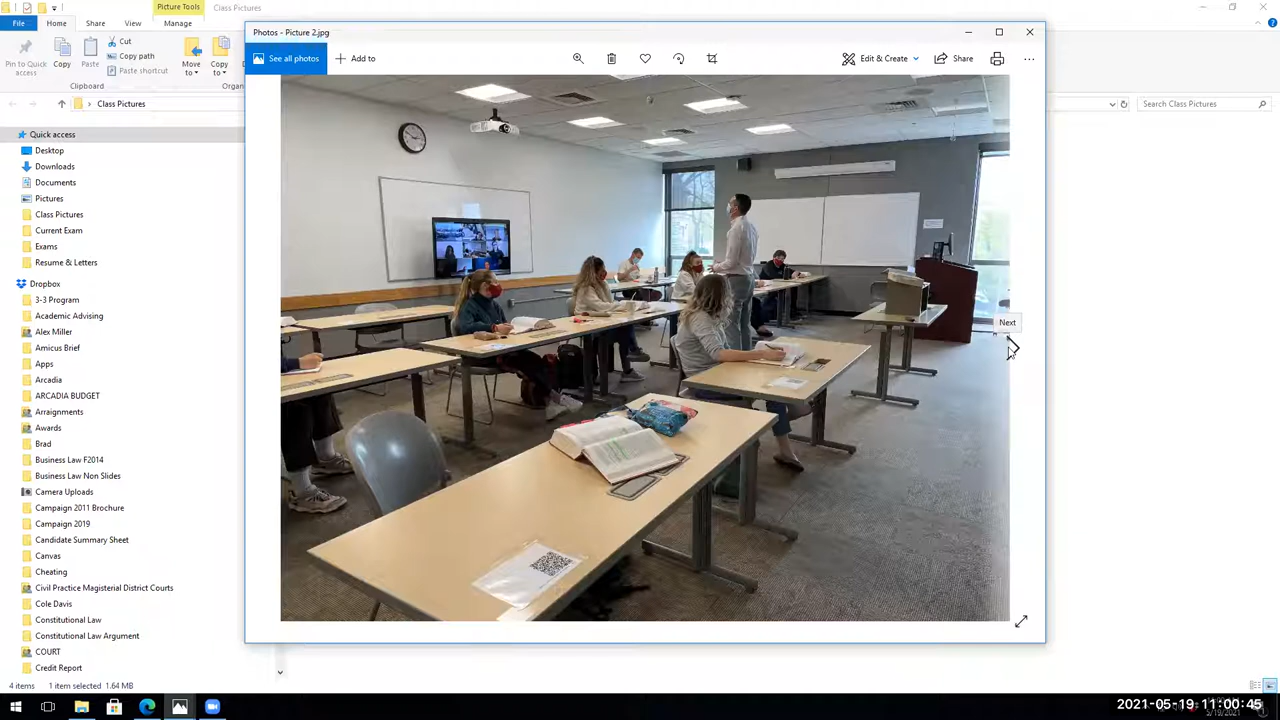 Picture Tools
Class Pictures
File
Home
Share
View
Manage
Pin to Quick access
Copy
Paste
Cut
Copy path
Paste shortcut
Clipboard
Move to
Copy to
Organ
Class Pictures
Search Class Pictures
Quick access
Desktop
Downloads
Documents
Pictures
Class Pictures
Current Exam
Exams
Resume & Letters
Dropbox
3-3 Program
Academic Advising
Alex Miller
Amicus Brief
Apps
Arcadia
ARCADIA BUDGET
Arraignments
Awards
Brad
Business Law F2014
Business Law Non Slides
Camera Uploads
Campaign 2011 Brochure
Campaign 2019
Candidate Summary Sheet
Canvas
Cheating
Civil Practice Magisterial District Courts
Cole Davis
Constitutional Law
Constitutional Law Argument
COURT
Credit Report
4 items 1 item selected 1.64 MB
Photos - Picture 2.jpg
See all photos
Add to
Edit & Create
Share
Next
2021-05-19 11:00:45